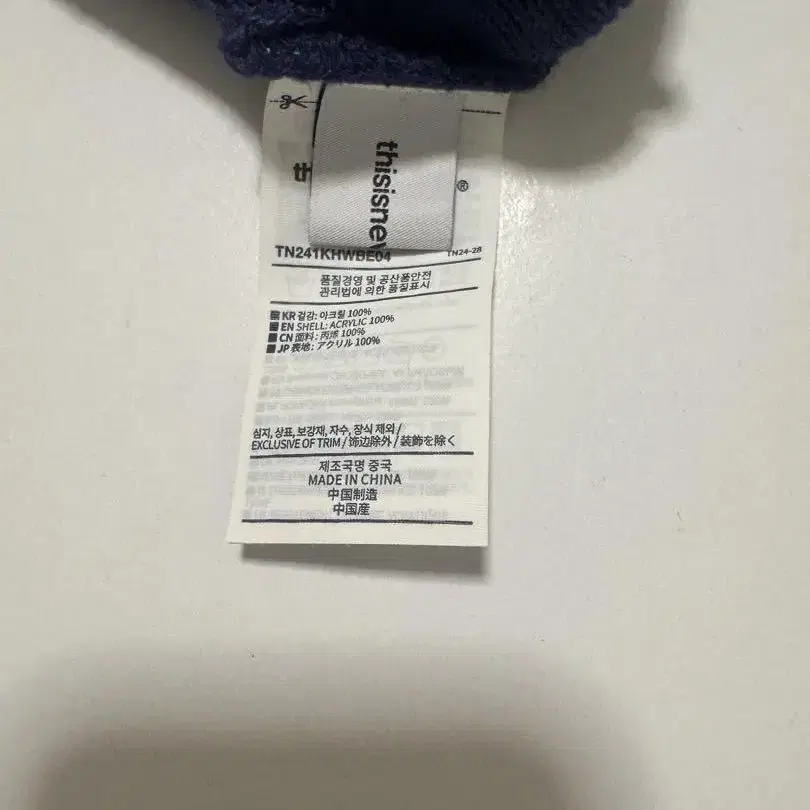 thisisnev
®
TN241KHWBE04
TN24-28
품질경영 및 공산품안전
관리법에 의한 품질표시
KR 겉감: 아크릴 100%
EN SHELL: ACRYLIC 100%
CN 面料: 丙烯 100%
JP 表地: アクリル 100%
심지, 상표, 보강재, 자수, 장식 제외 /
EXCLUSIVE OF TRIM / 饰边除外 / 装飾を除く
제조국명 중국
MADE IN CHINA
中国制造
中国産